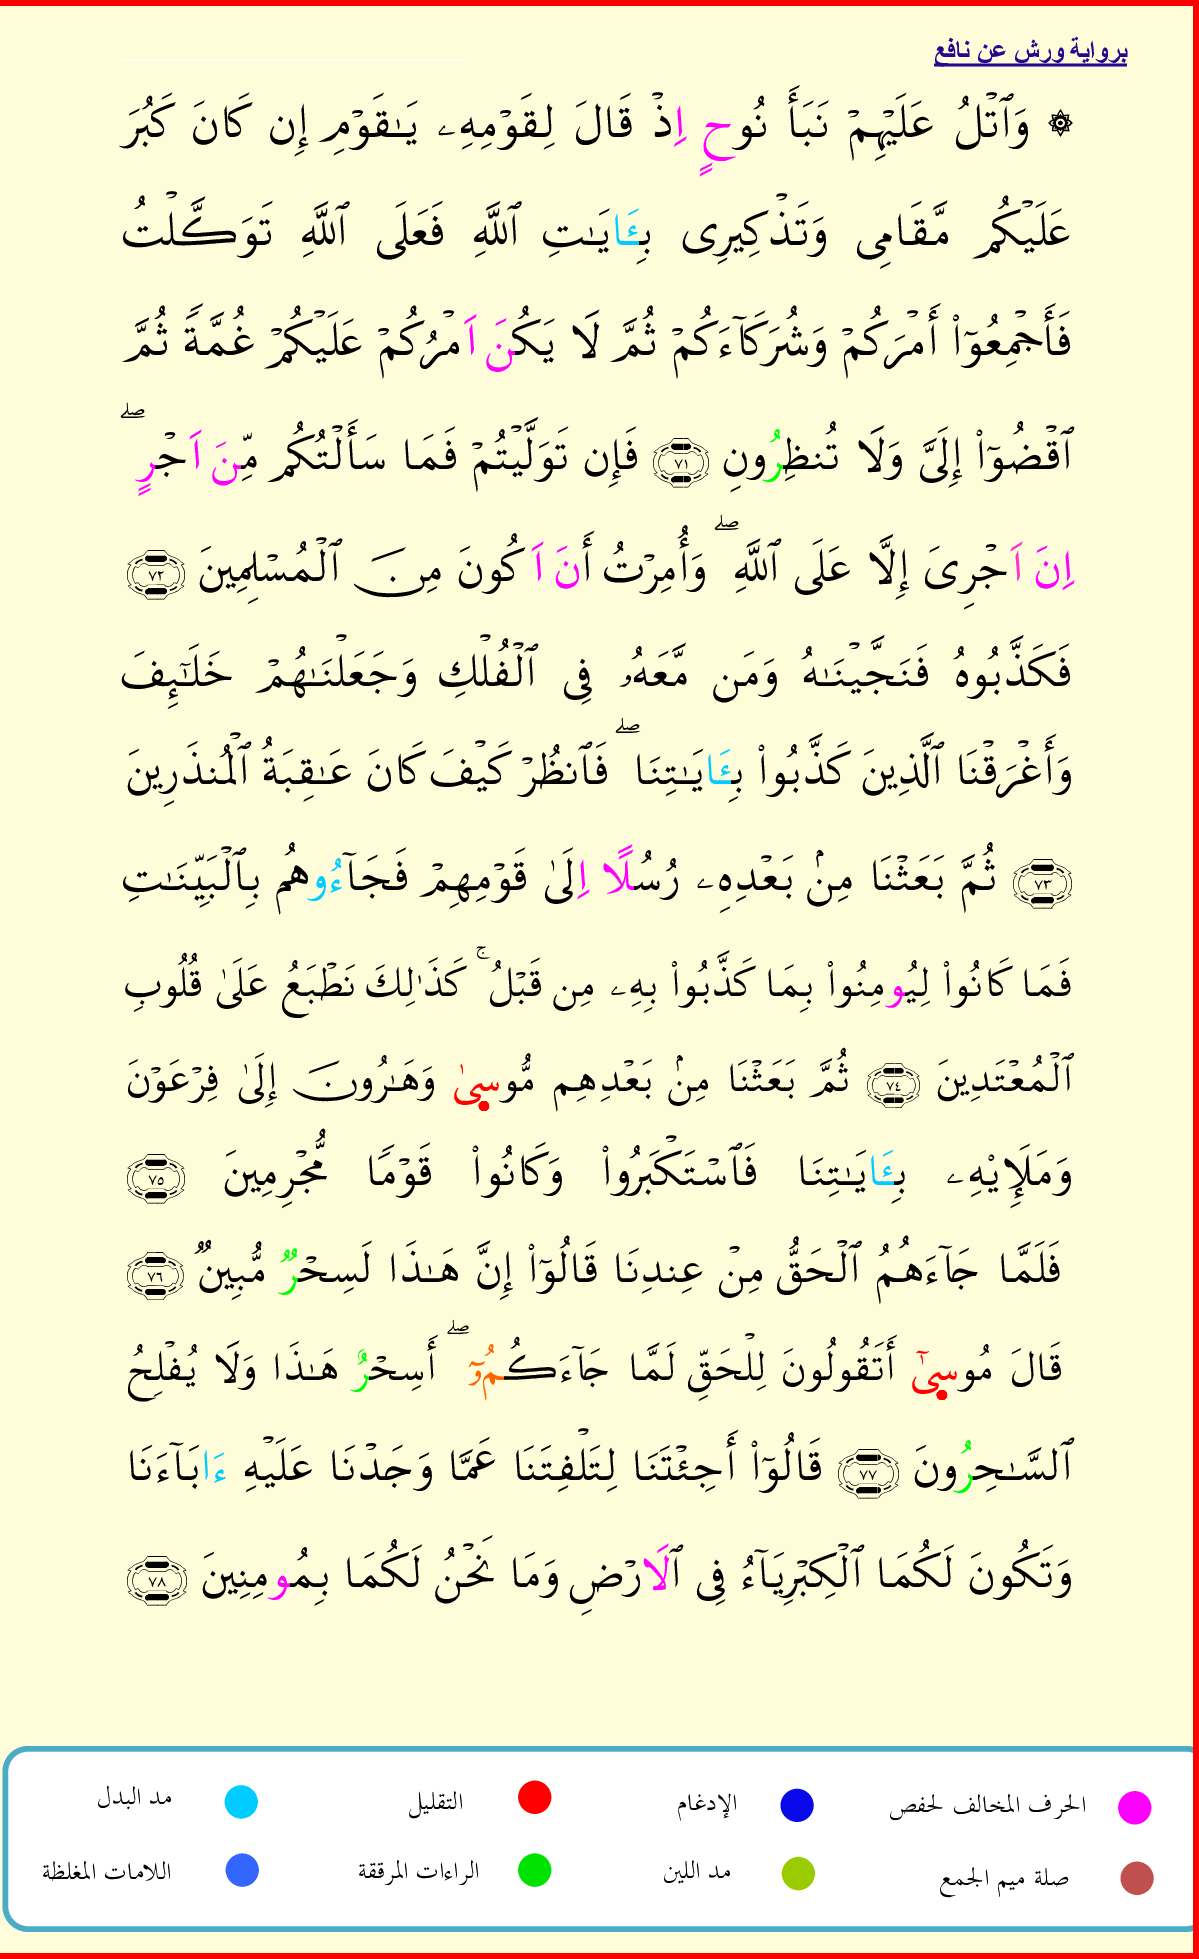 برواية ورش عن نافع
۞ وَٱتْلُ عَلَيْهِمْ نَبَأَ نُوحٍ اِذْ قَالَ لِقَوْمِهِۦ يَـٰقَوْمِ إِن كَانَ كَبُرَ
عَلَيْكُم مَّقَامِى وَتَذْكِيرِى بِـَٔايَـٰتِ ٱللَّهِ فَعَلَى ٱللَّهِ تَوَكَّلْتُ
فَأَجْمِعُوٓاْ أَمْرَكُمْ وَشُرَكَآءَكُمْ ثُمَّ لَا يَكُنَ اَمْرُكُمْ عَلَيْكُمْ غُمَّةً ثُمَّ
ٱقْضُوٓاْ إِلَىَّ وَلَا تُنظِرُونِ ٧١ فَإِن تَوَلَّيْتُمْ فَمَا سَأَلْتُكُم مِّنَ اَجْرٍ ۖ
اِنَ اَجْرِىَ إِلَّا عَلَى ٱللَّهِ ۖ وَأُمِرْتُ أَنَ اَكُونَ مِنَ ٱلْمُسْلِمِينَ ٧٢
فَكَذَّبُوهُ فَنَجَّيْنَـٰهُ وَمَن مَّعَهُۥ فِى ٱلْفُلْكِ وَجَعَلْنَـٰهُمْ خَلَـٰٓئِفَ
وَأَغْرَقْنَا ٱلَّذِينَ كَذَّبُواْ بِـَٔايَـٰتِنَا ۖ فَٱنظُرْ كَيْفَ كَانَ عَـٰقِبَةُ ٱلْمُنذَرِينَ
٧٣ ثُمَّ بَعَثْنَا مِنۢ بَعْدِهِۦ رُسُلًا اِلَىٰ قَوْمِهِمْ فَجَآءُوهُم بِٱلْبَيِّنَـٰتِ
فَمَا كَانُواْ لِيُومِنُواْ بِمَا كَذَّبُواْ بِهِۦ مِن قَبْلُ ۚ كَذَٰلِكَ نَطْبَعُ عَلَىٰ قُلُوبِ
ٱلْمُعْتَدِينَ ٧٤ ثُمَّ بَعَثْنَا مِنۢ بَعْدِهِم مُّوسِىٰ وَهَـٰرُونَ إِلَىٰ فِرْعَوْنَ
وَمَلَإِيْهِۦ بِـَٔايَـٰتِنَا فَٱسْتَكْبَرُواْ وَكَانُواْ قَوْمًا مُّجْرِمِينَ ٧٥
فَلَمَّا جَآءَهُمُ ٱلْحَقُّ مِنْ عِندِنَا قَالُوٓاْ إِنَّ هَـٰذَا لَسِحْرٌ مُّبِينٌ ٧٦
قَالَ مُوسِىٰٓ أَتَقُولُونَ لِلْحَقِّ لَمَّا جَآءَكُمُۥٓ ۖ أَسِحْرٌ هَـٰذَا وَلَا يُفْلِحُ
ٱلسَّـٰحِرُونَ ٧٧ قَالُوٓاْ أَجِئْتَنَا لِتَلْفِتَنَا عَمَّا وَجَدْنَا عَلَيْهِ ءَابَآءَنَا
وَتَكُونَ لَكُمَا ٱلْكِبْرِيَآءُ فِى ٱلَارْضِ وَمَا نَحْنُ لَكُمَا بِمُومِنِينَ ٧٨
الحرف المخالف لحفص الإدغام التقليل مد البدل
صلة ميم الجمع مد اللين الراءات المرققة اللامات المغلظة